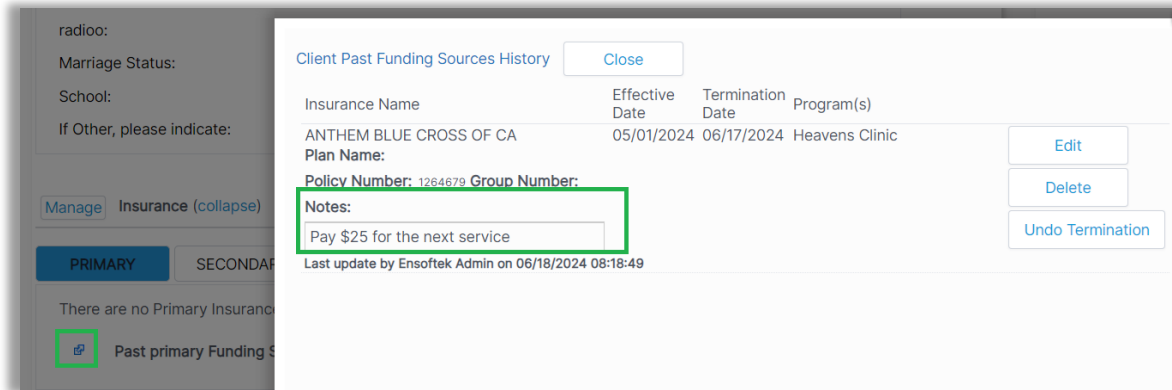 radioo:
Marriage Status:
School:
If Other, please indicate:
Manage Insurance (collapse)
PRIMARY
There are no Primary
Past primary Funding
Client Past Funding Sources History Close
Insurance Name Effective Date Termination Date Program(s)
ANTHEM BLUE CROSS OF CA 05/01/2024 06/17/2024 Heavens Clinic
Plan Name:
Policy Number: 1264679 Group Number:
Notes:
Pay $25 for the next service
Last update by Ensoftek Admin on 06/18/2024 08:18:49
Edit
Delete
Undo Termination